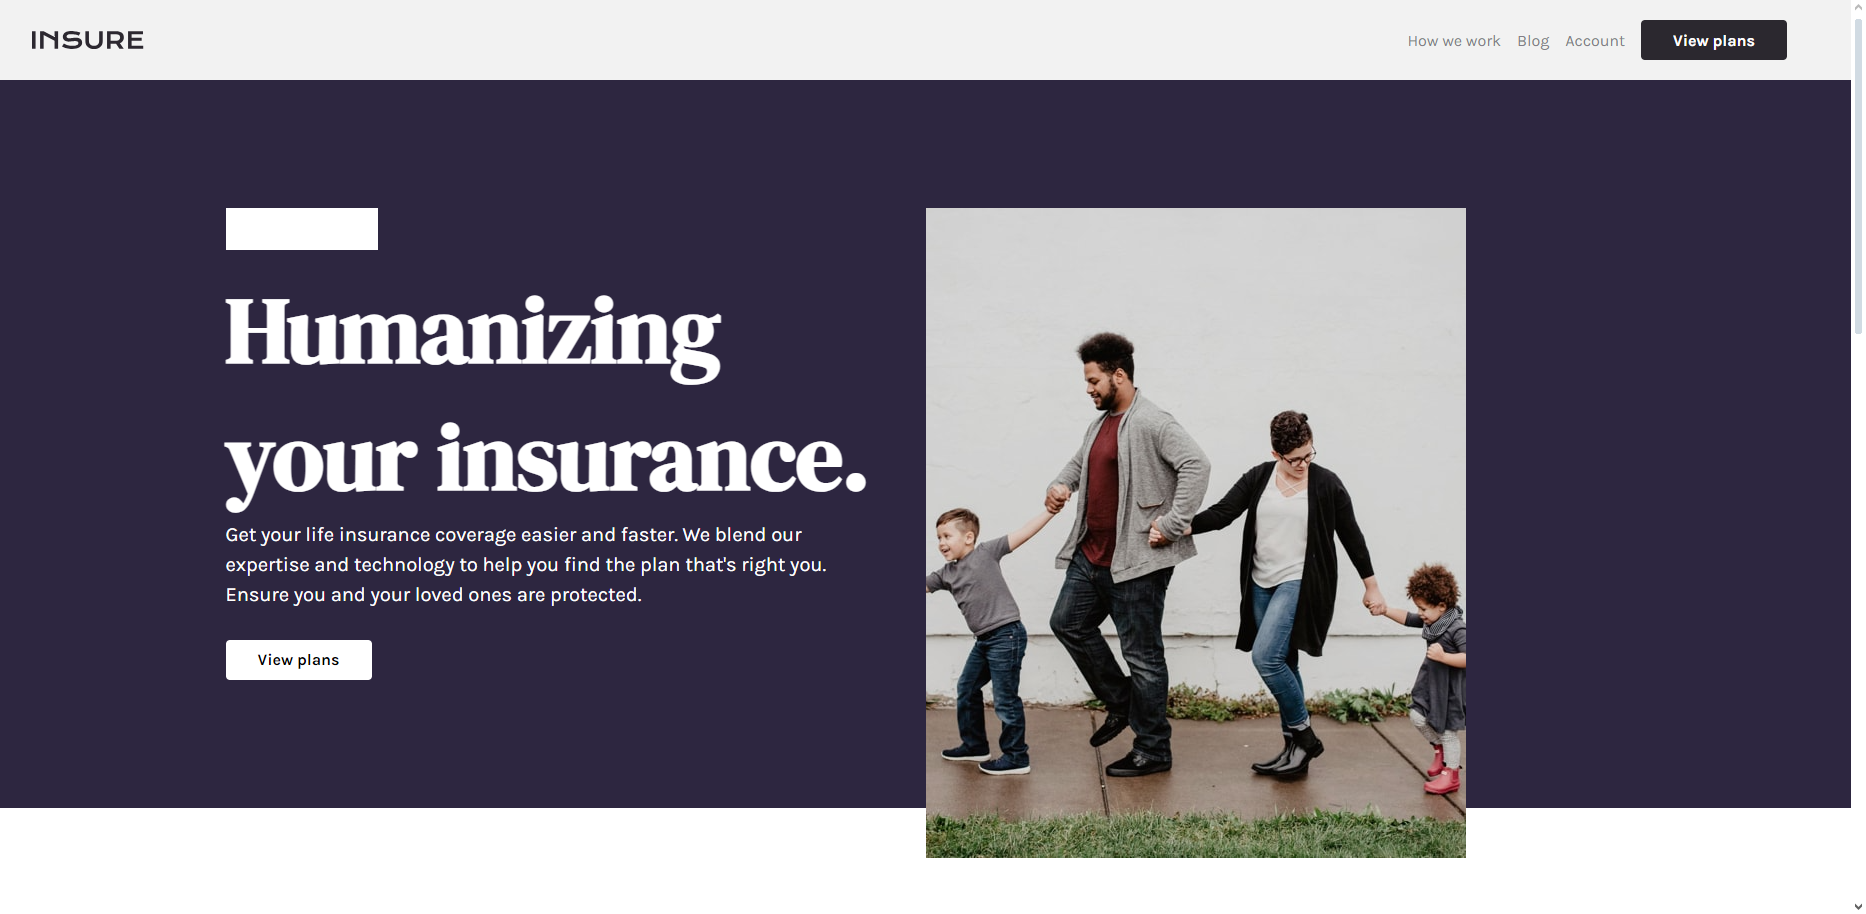 INSURE
How we work
Blog
Account
View plans
Humanizing
your insurance.
Get your life insurance coverage easier and faster. We blend our
expertise and technology to help you find the plan that's right you.
Ensure you and your loved ones are protected.
View plans